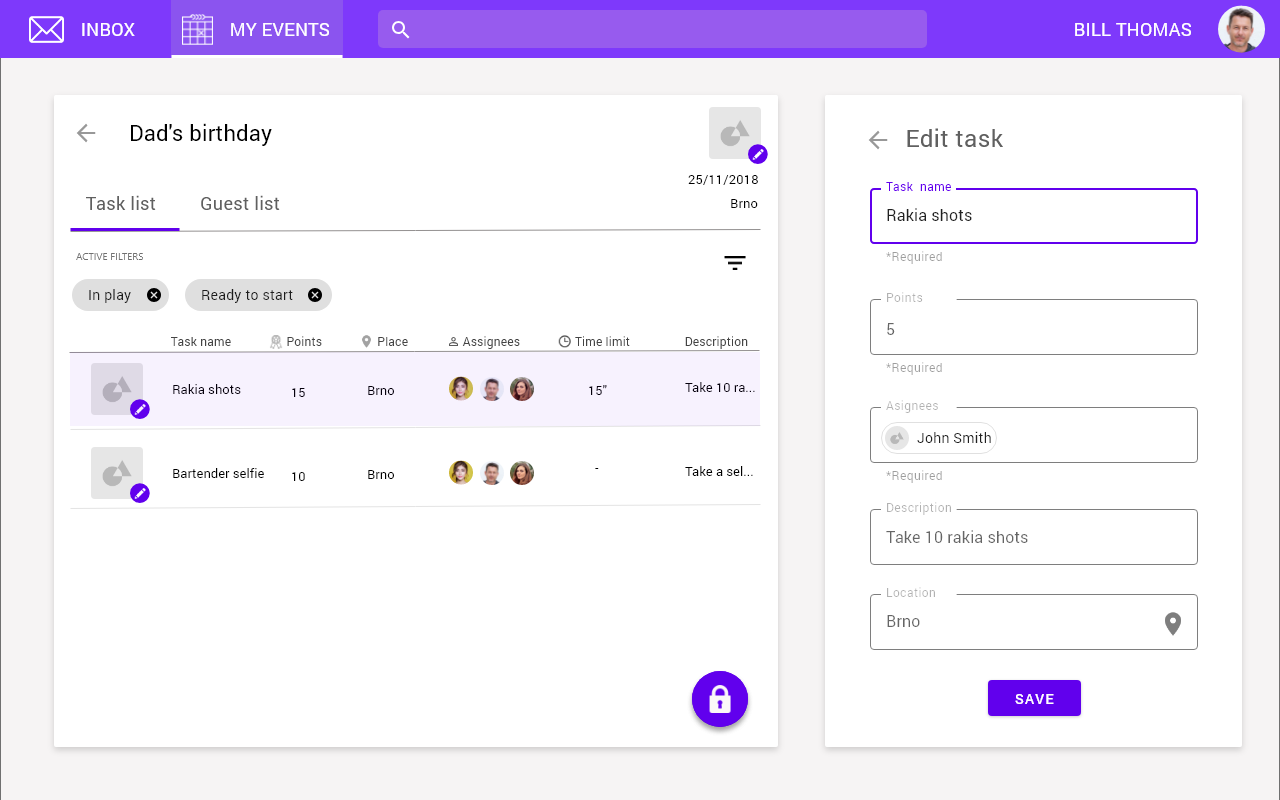 INBOX
MY EVENTS
BILL THOMAS
Dad's birthday
25/11/2018
Brno
Task list
Guest list
ACTIVE FILTERS
In play
Ready to start
Task name
Points
Place
Assignees
Time limit
Description
Rakia shots
15
Brno
15"
Take 10 ra...
Bartender selfie
10
Brno
-
Take a sel...
Edit task
Task name
Rakia shots
*Required
Points
5
*Required
Asignees
John Smith
*Required
Description
Take 10 rakia shots
Location
Brno
SAVE